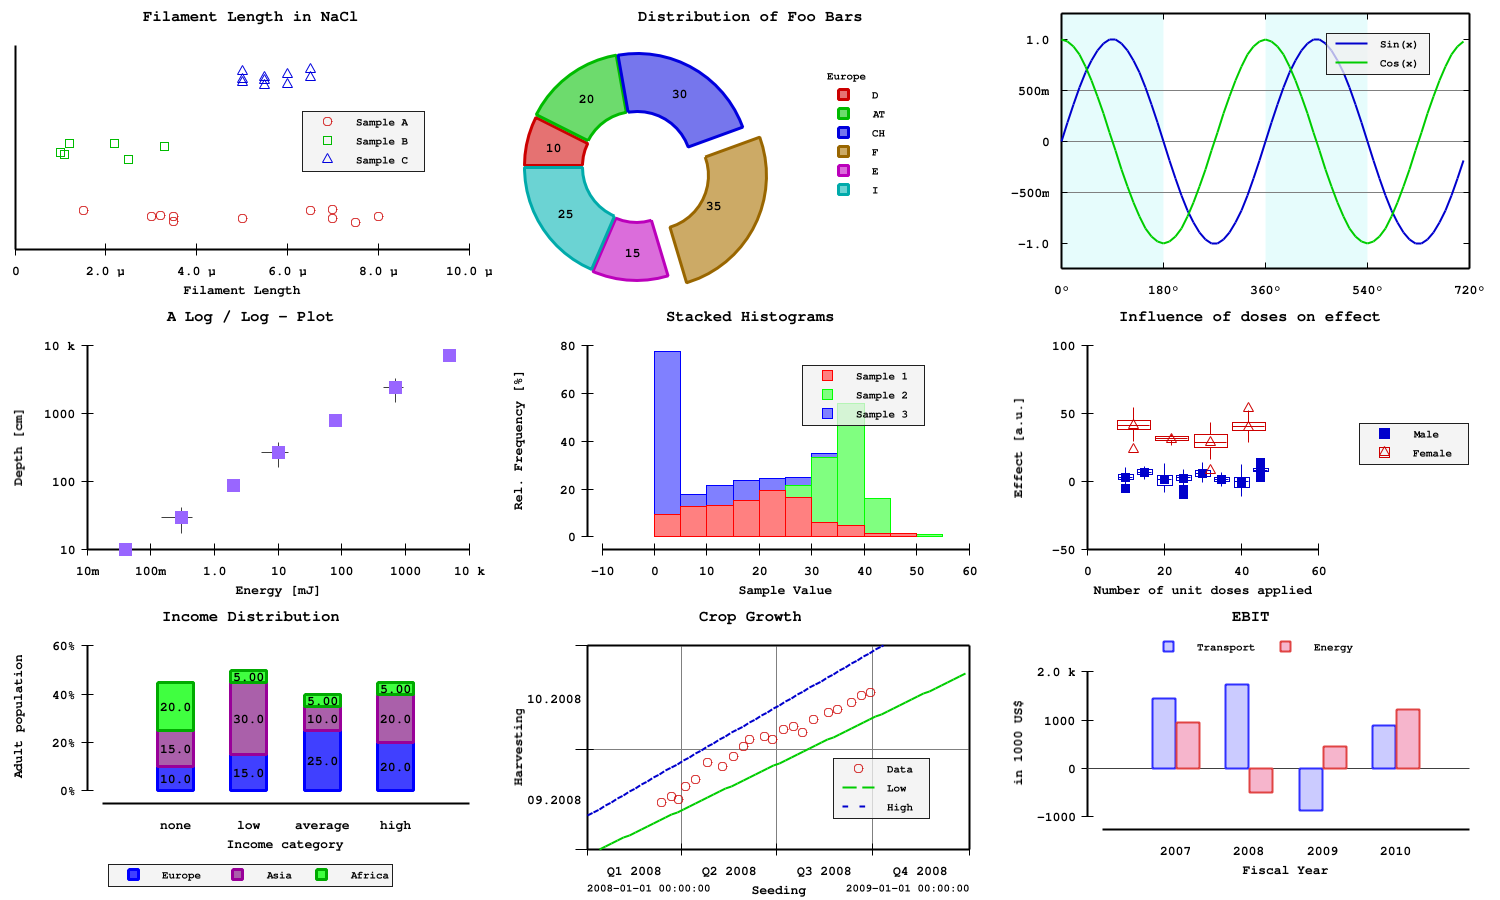 Filament Length in NaCl
Sample A
Sample B
Sample C
0 2.0 µ 4.0 µ 6.0 µ 8.0 µ 10.0 µ
Filament Length
Distribution of Foo Bars
20
30
10
35
25
15
Europe
D
AT
CH
F
E
I
1.0
500m
0
−500m
−1.0
Sin(x)
Cos(x)
0° 180° 360° 540° 720°
A Log / Log − Plot
Depth [cm]
10 k
1000
100
10
10m 100m 1.0 10 100 1000 10 k
Energy [mJ]
Stacked Histograms
Rel. Frequency [%]
80
60
40
20
0
Sample 1
Sample 2
Sample 3
−10 0 10 20 30 40 50 60
Sample Value
Influence of doses on effect
Effect [a.u.]
100
50
0
−50
Male
Female
0 20 40 60
Number of unit doses applied
Income Distribution
Adult population
60%
40%
20%
0%
20.0
15.0
10.0
5.00
30.0
15.0
5.00
10.0
25.0
5.00
20.0
20.0
none low average high
Income category
Europe Asia Africa
Crop Growth
Harvesting
10.2008
09.2008
Data
Low
High
Q1 2008 Q2 2008 Q3 2008 Q4 2008
2008-01-01 00:00:00 2009-01-01 00:00:00
Seeding
EBIT
Transport Energy
in 1000 US$
2.0 k
1000
0
−1000
2007 2008 2009 2010
Fiscal Year